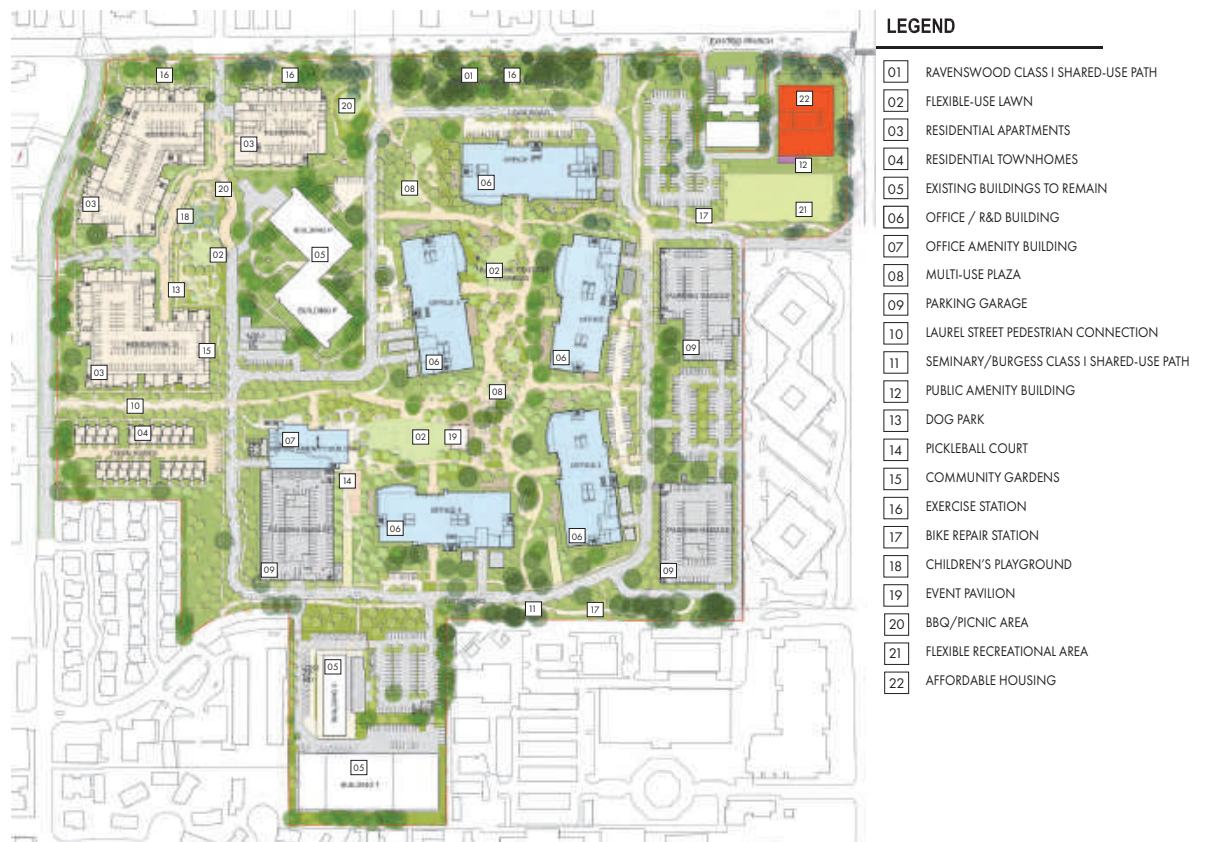 LEGEND
01 RAVENSWOOD CLASS I SHARED-USE PATH
02 FLEXIBLE-USE LAWN
03 RESIDENTIAL APARTMENTS
04 RESIDENTIAL TOWNHOMES
05 EXISTING BUILDINGS TO REMAIN
06 OFFICE / R&D BUILDING
07 OFFICE AMENITY BUILDING
08 MULTI-USE PLAZA
09 PARKING GARAGE
10 LAUREL STREET PEDESTRIAN CONNECTION
11 SEMINARY/BURGESS CLASS I SHARED-USE PATH
12 PUBLIC AMENITY BUILDING
13 DOG PARK
14 PICKLEBALL COURT
15 COMMUNITY GARDENS
16 EXERCISE STATION
17 BIKE REPAIR STATION
18 CHILDREN'S PLAYGROUND
19 EVENT PAVILION
20 BBQ/PICNIC AREA
21 FLEXIBLE RECREATIONAL AREA
22 AFFORDABLE HOUSING
16
16
01
16
20
22
03
OFFICE
12
06
20
08
03
18
21
17
05
02
02
13
09
15
06
06
03
08
10
04
07
02
19
14
06
06
09
09
11
17
05
05